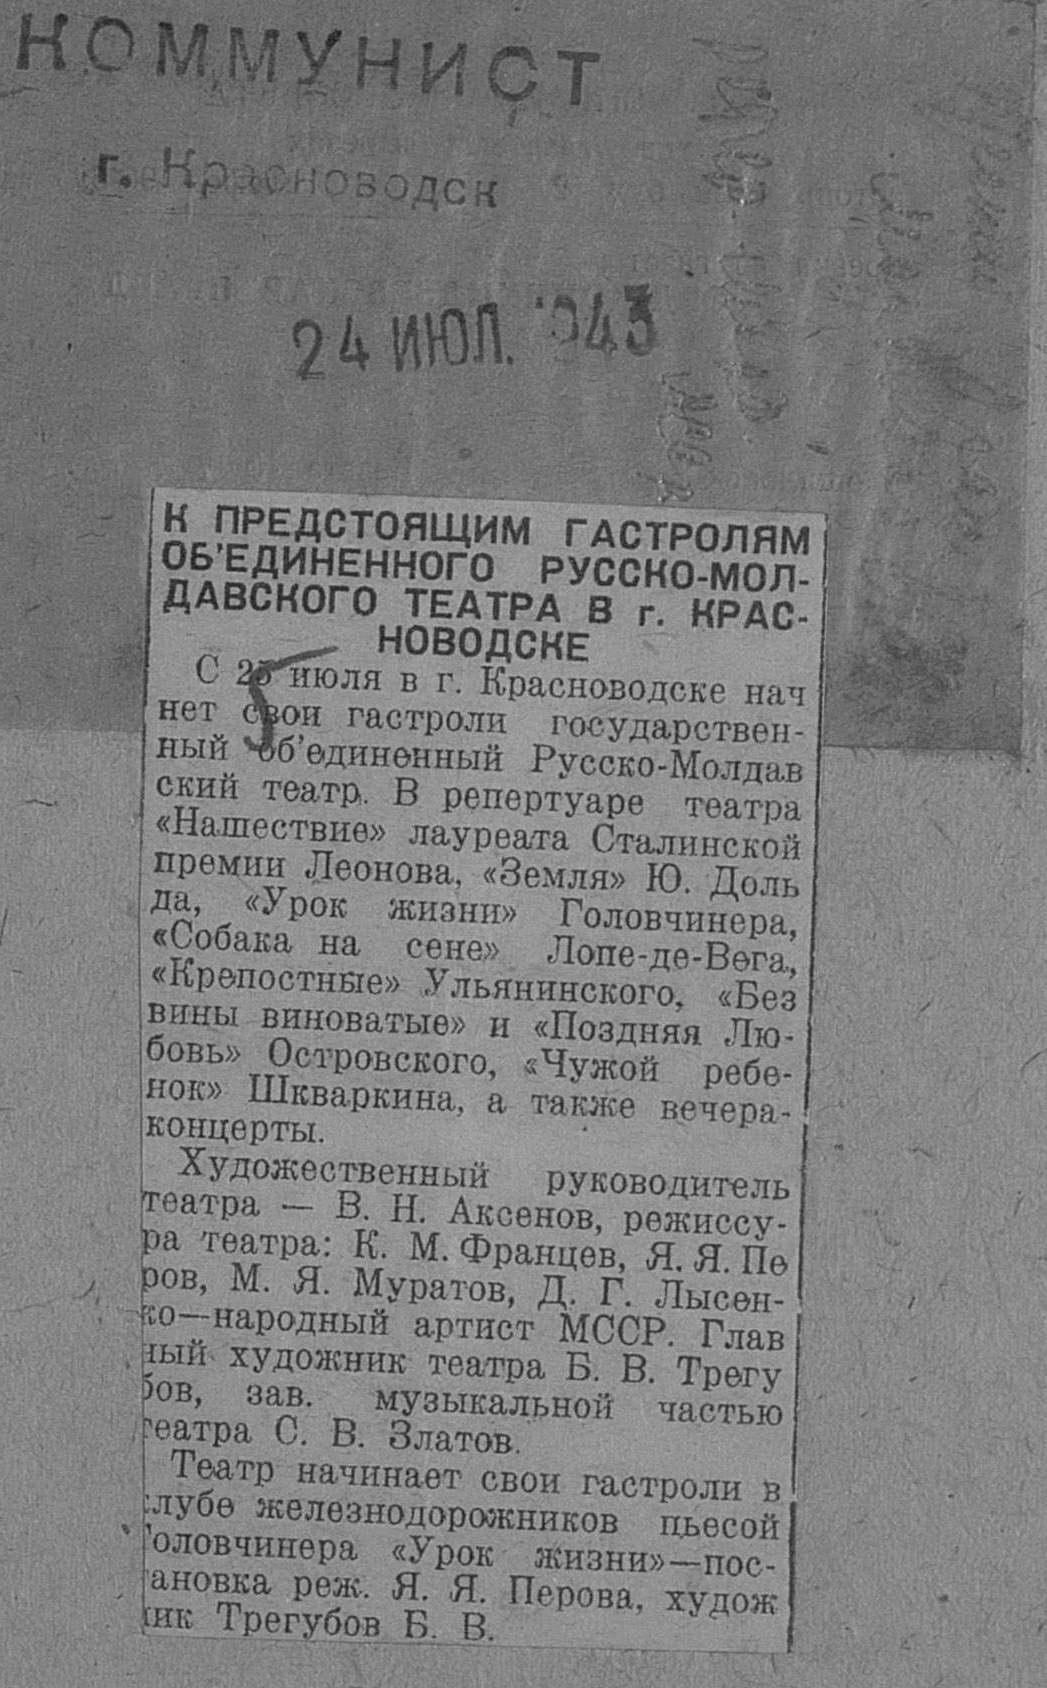 КОММУНИСТ
г. Красноводск
24 ИЮЛ. 1943
К ПРЕДСТОЯЩИМ ГАСТРОЛЯМ
ОБ'ЕДИНЕННОГО РУССКО-МОЛ-
ДАВСКОГО ТЕАТРА В г. КРАС-
НОВОДСКЕ
С 25 июля в г. Красноводске нач
нет свои гастроли государствен-
ный об'единенный Русско-Молдав
ский театр. В репертуаре театра
«Нашествие» лауреата Сталинской
премии Леонова, «Земля» Ю. Доль
да, «Урок жизни» Головчинера,
«Собака на сене» Лопе-де-Вега,
«Крепостные» Ульянинского, «Без
вины виноватые» и «Поздняя Лю-
бовь» Островского, «Чужой ребе-
нок» Шкваркина, а также вечера-
концерты.
Художественный руководитель
театра — В. Н. Аксенов, режиссу-
ра театра: К. М. Францев, Я. Я. Пе
ров, М. Я. Муратов, Д. Г. Лысен-
ко—народный артист МССР. Глав
ный художник театра Б. В. Трегу
бов, зав. музыкальной частью
театра С. В. Златов.
Театр начинает свои гастроли в
клубе железнодорожников пьесой
Головчинера «Урок жизни»—пос-
тановка реж. Я. Я. Перова, худож
ник Трегубов Б. В.